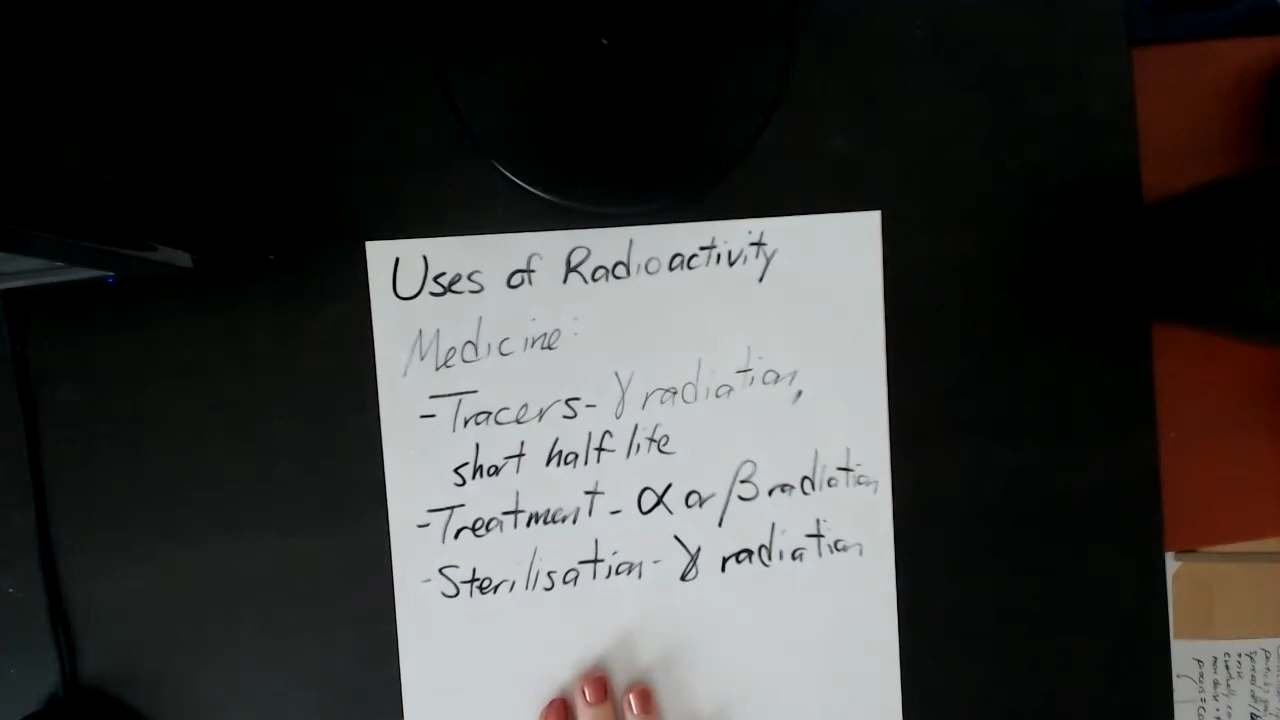 Uses of Radioactivity
Medicine:
-Tracers- γ radiation,
short half life
-Treatment- α or β radiation
-Sterilisation- γ radiation